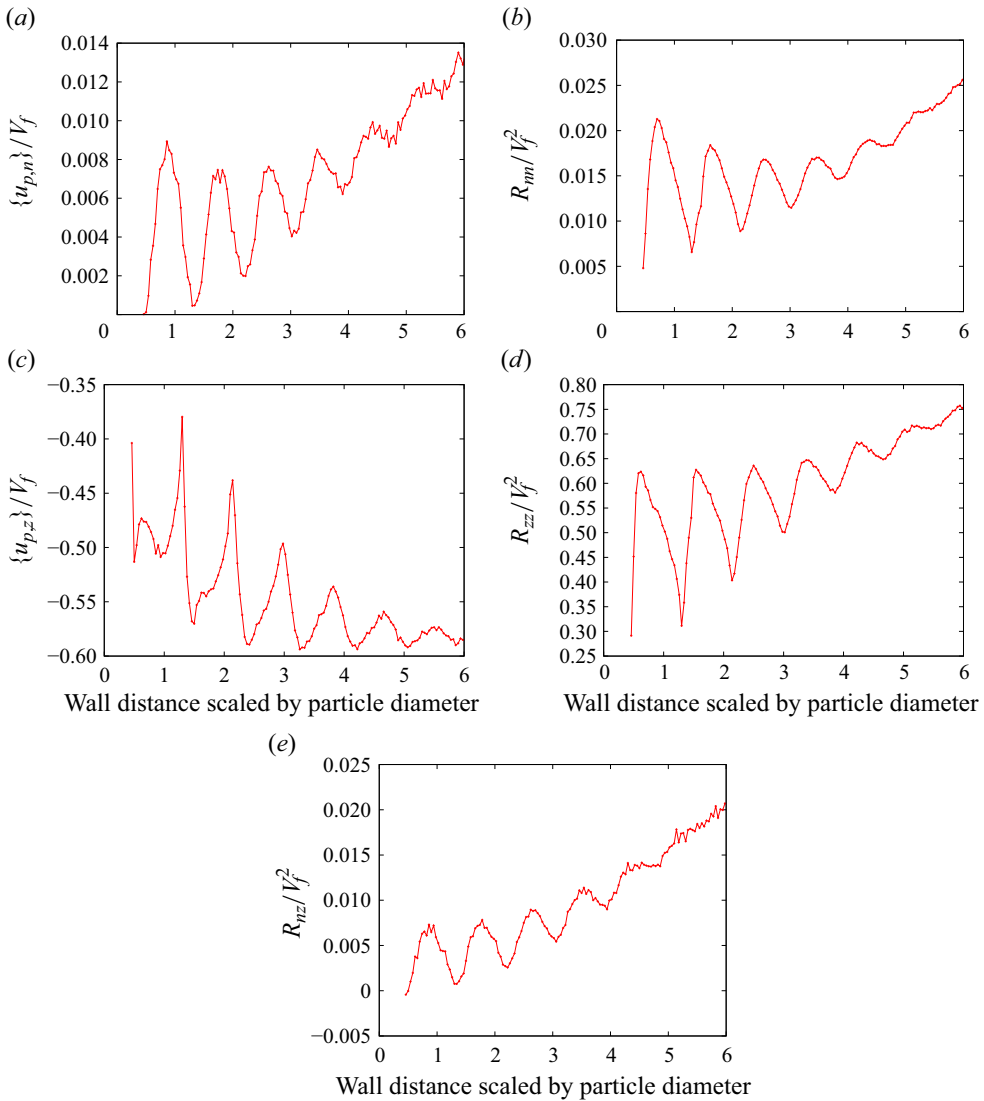 (a)
0.014
0.012
0.010
0.008
0.006
0.004
0.002
0 1 2 3 4 5 6
{u_{p,n}}/V_f
(b)
0.030
0.025
0.020
0.015
0.010
0.005
0 1 2 3 4 5 6
R_{nn}/V_f^2
(c)
−0.35
−0.40
−0.45
−0.50
−0.55
−0.60
0 1 2 3 4 5 6
{u_{p,z}}/V_f
Wall distance scaled by particle diameter
(d)
0.80
0.75
0.70
0.65
0.60
0.55
0.50
0.45
0.40
0.35
0.30
0.25
0 1 2 3 4 5 6
R_{zz}/V_f^2
Wall distance scaled by particle diameter
(e)
0.025
0.020
0.015
0.010
0.005
0
−0.005
0 1 2 3 4 5 6
R_{nz}/V_f^2
Wall distance scaled by particle diameter